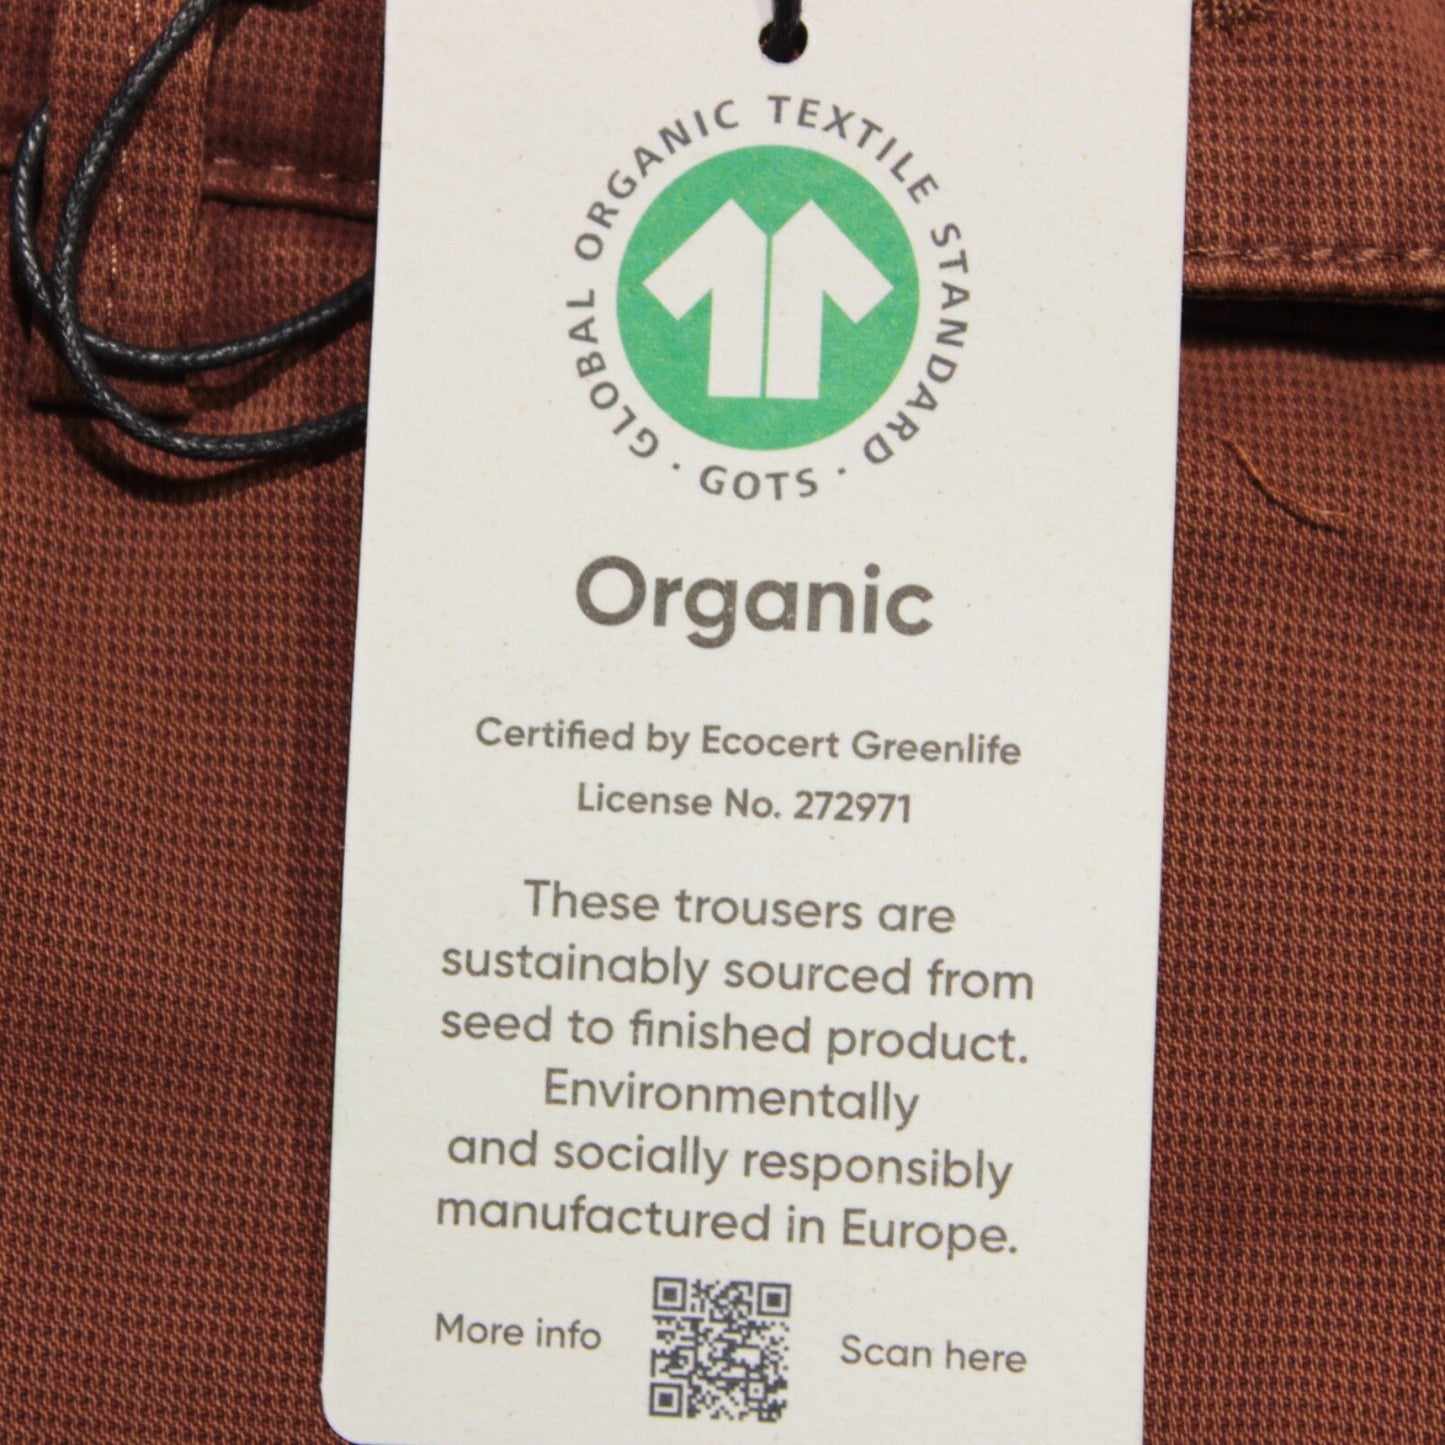 GLOBAL ORGANIC TEXTILE STANDARD · GOTS ·
Organic
Certified by Ecocert Greenlife
License No. 272971
These trousers are
sustainably sourced from
seed to finished product.
Environmentally
and socially responsibly
manufactured in Europe.
More info
Scan here